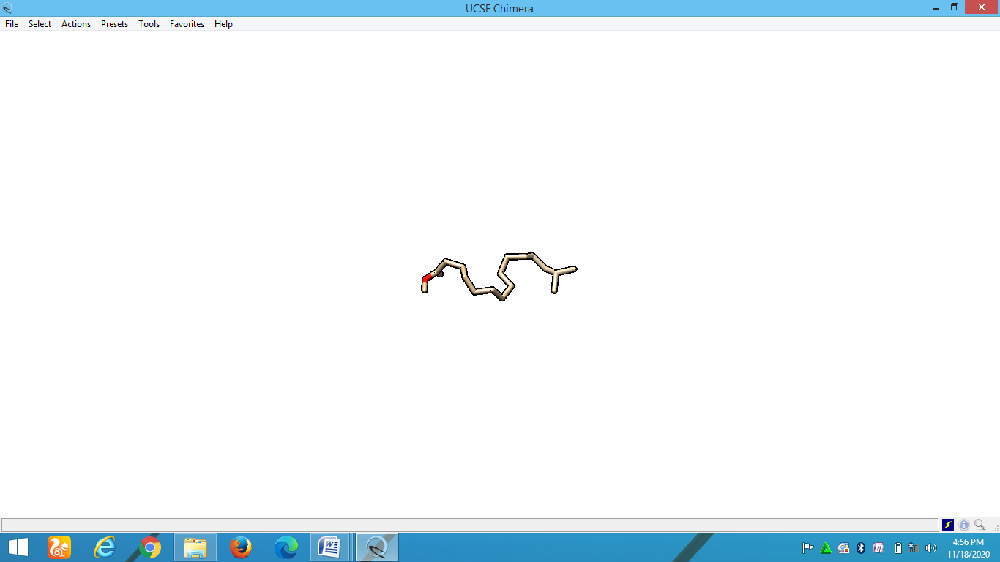 UCSF Chimera
File Select Actions Presets Tools Favorites Help
4:56 PM
11/18/2020